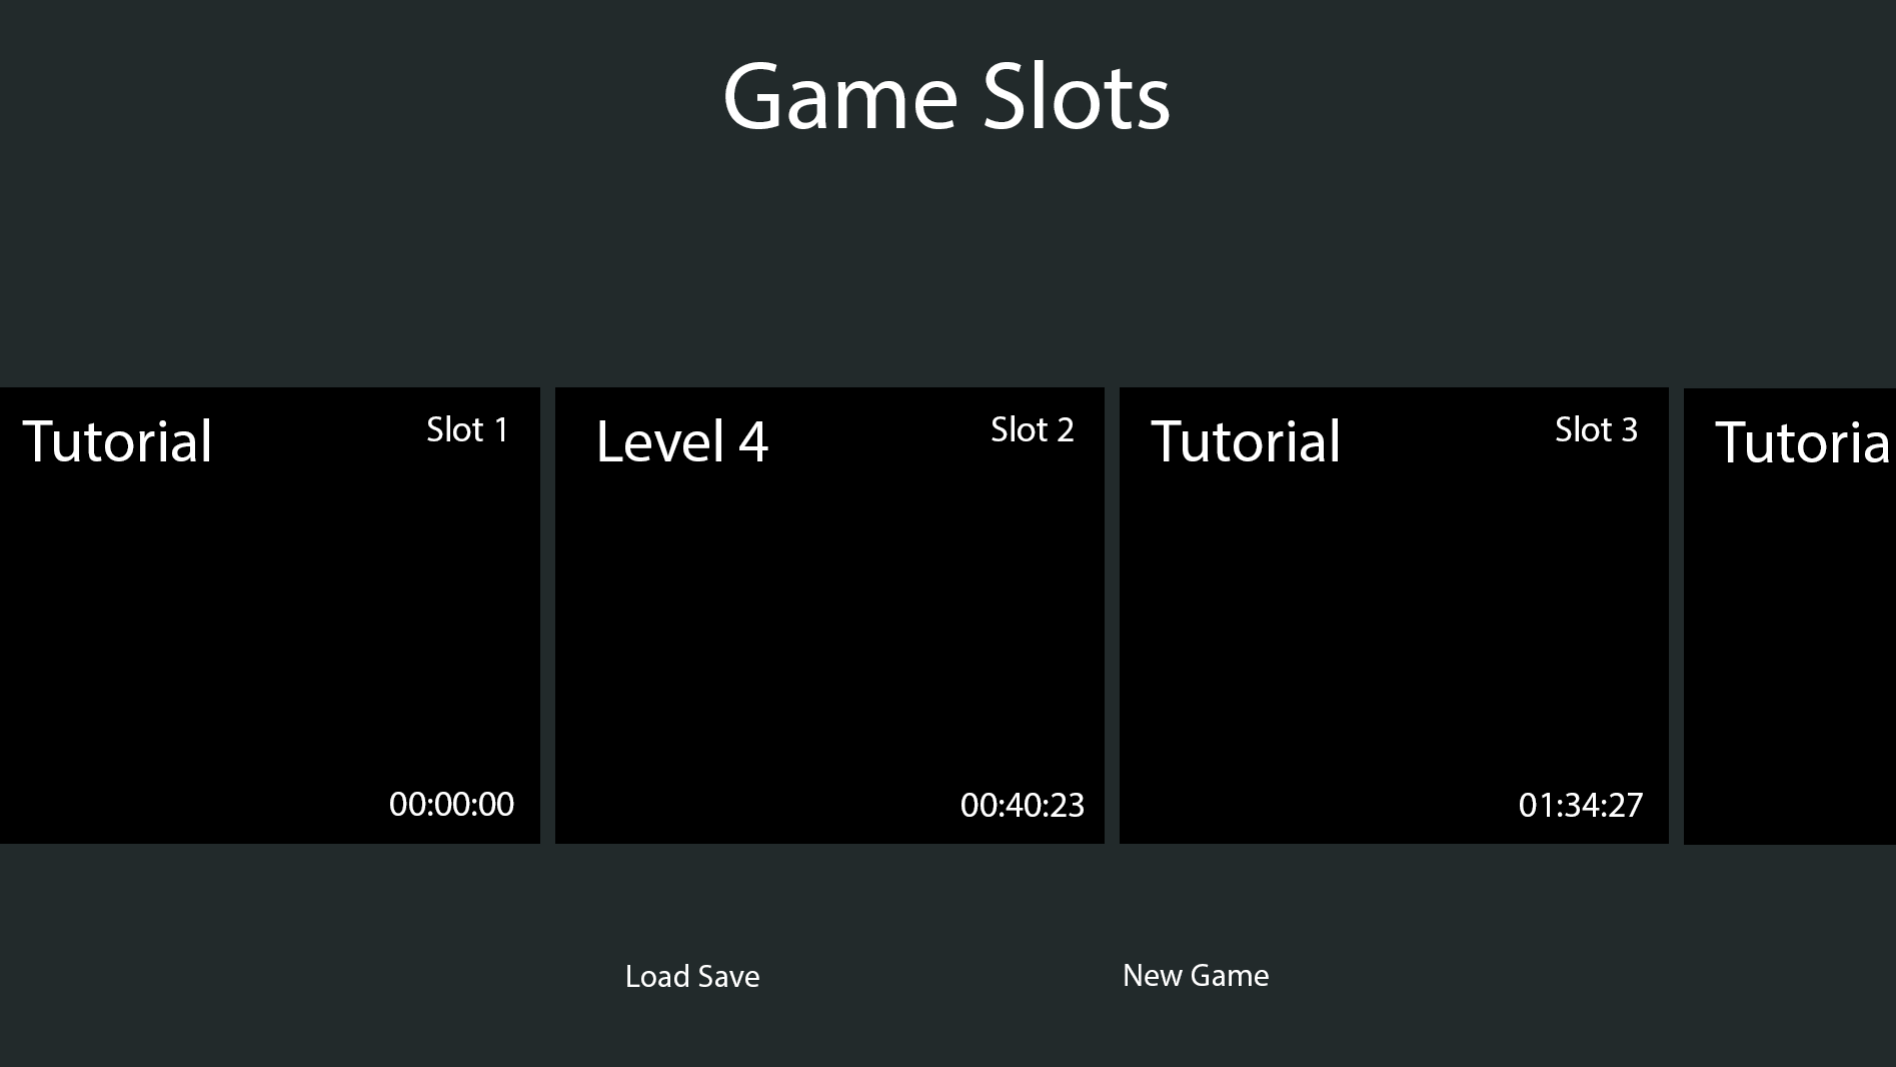 Game Slots
Tutorial
Slot 1
00:00:00
Level 4
Slot 2
00:40:23
Tutorial
Slot 3
01:34:27
Tutoria
Load Save
New Game